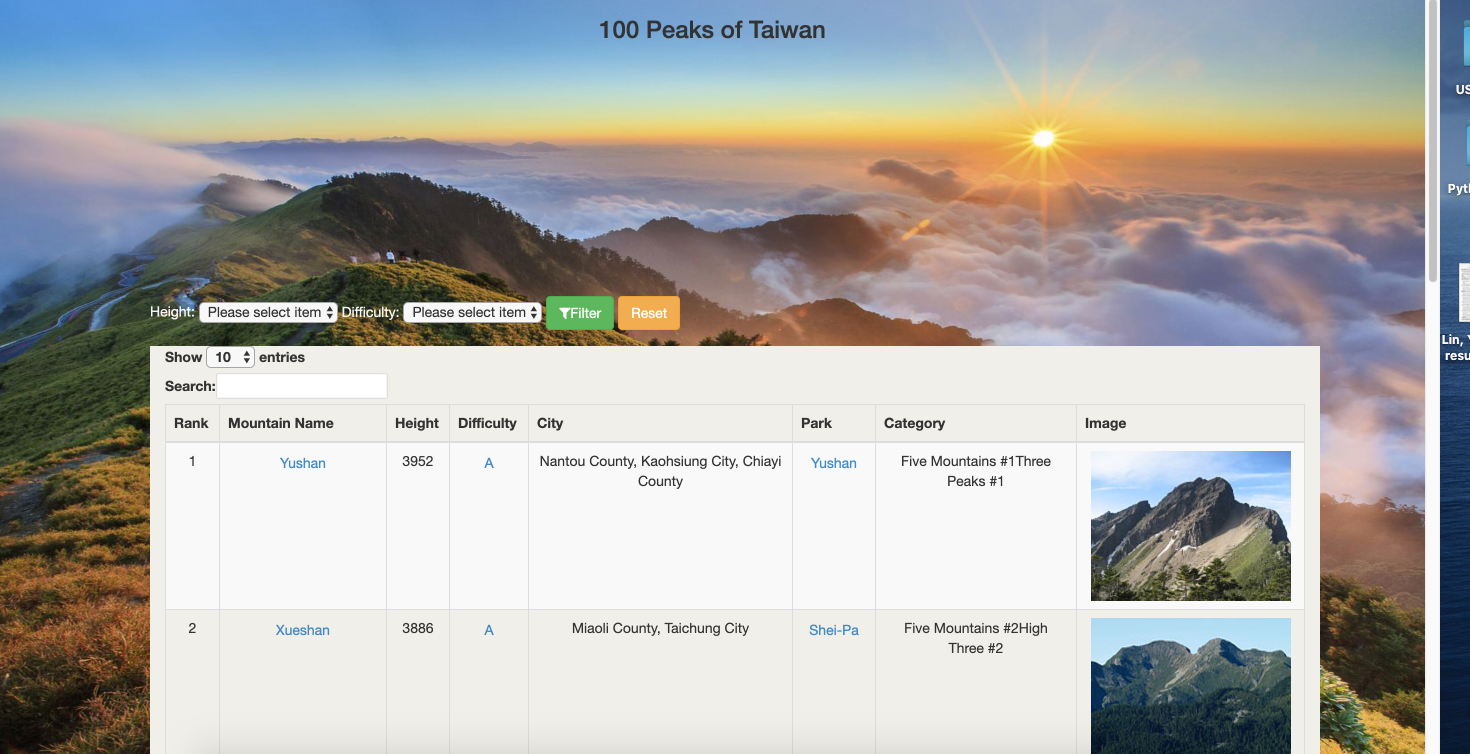 100 Peaks of Taiwan
Height: Please select item Difficulty: Please select item Filter Reset
Show 10 entries
Search:
Rank Mountain Name Height Difficulty City Park Category Image
1 Yushan 3952 A Nantou County, Kaohsiung City, Chiayi Yushan Five Mountains #1Three
County Peaks #1
2 Xueshan 3886 A Miaoli County, Taichung City Shei-Pa Five Mountains #2High
Three #2
US
Pyt
Lin, Y
resu